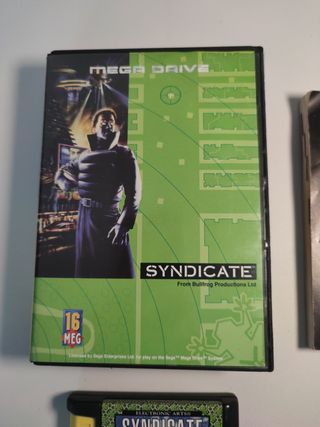 MEGA DRIVE
SYNDICATE
From Bullfrog Productions Ltd
16
MEG
Licensed by Sega Enterprises Ltd. for play on the Sega™ Mega Drive™ System.
ELECTRONIC ARTS®
SYNDICATE